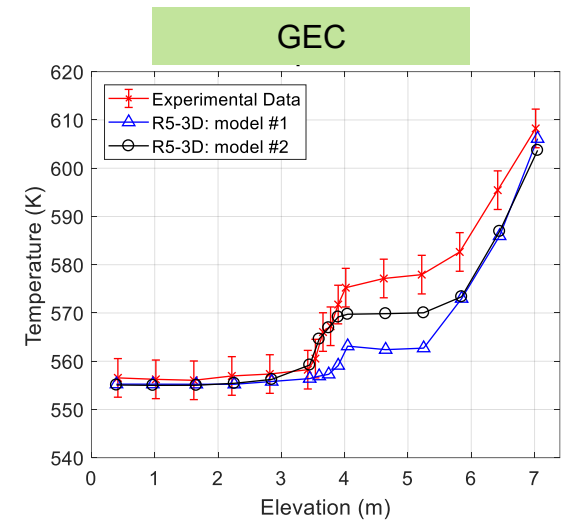 GEC
620
610
600
590
580
570
560
550
540
Temperature (K)
Experimental Data
R5-3D: model #1
R5-3D: model #2
0 1 2 3 4 5 6 7
Elevation (m)